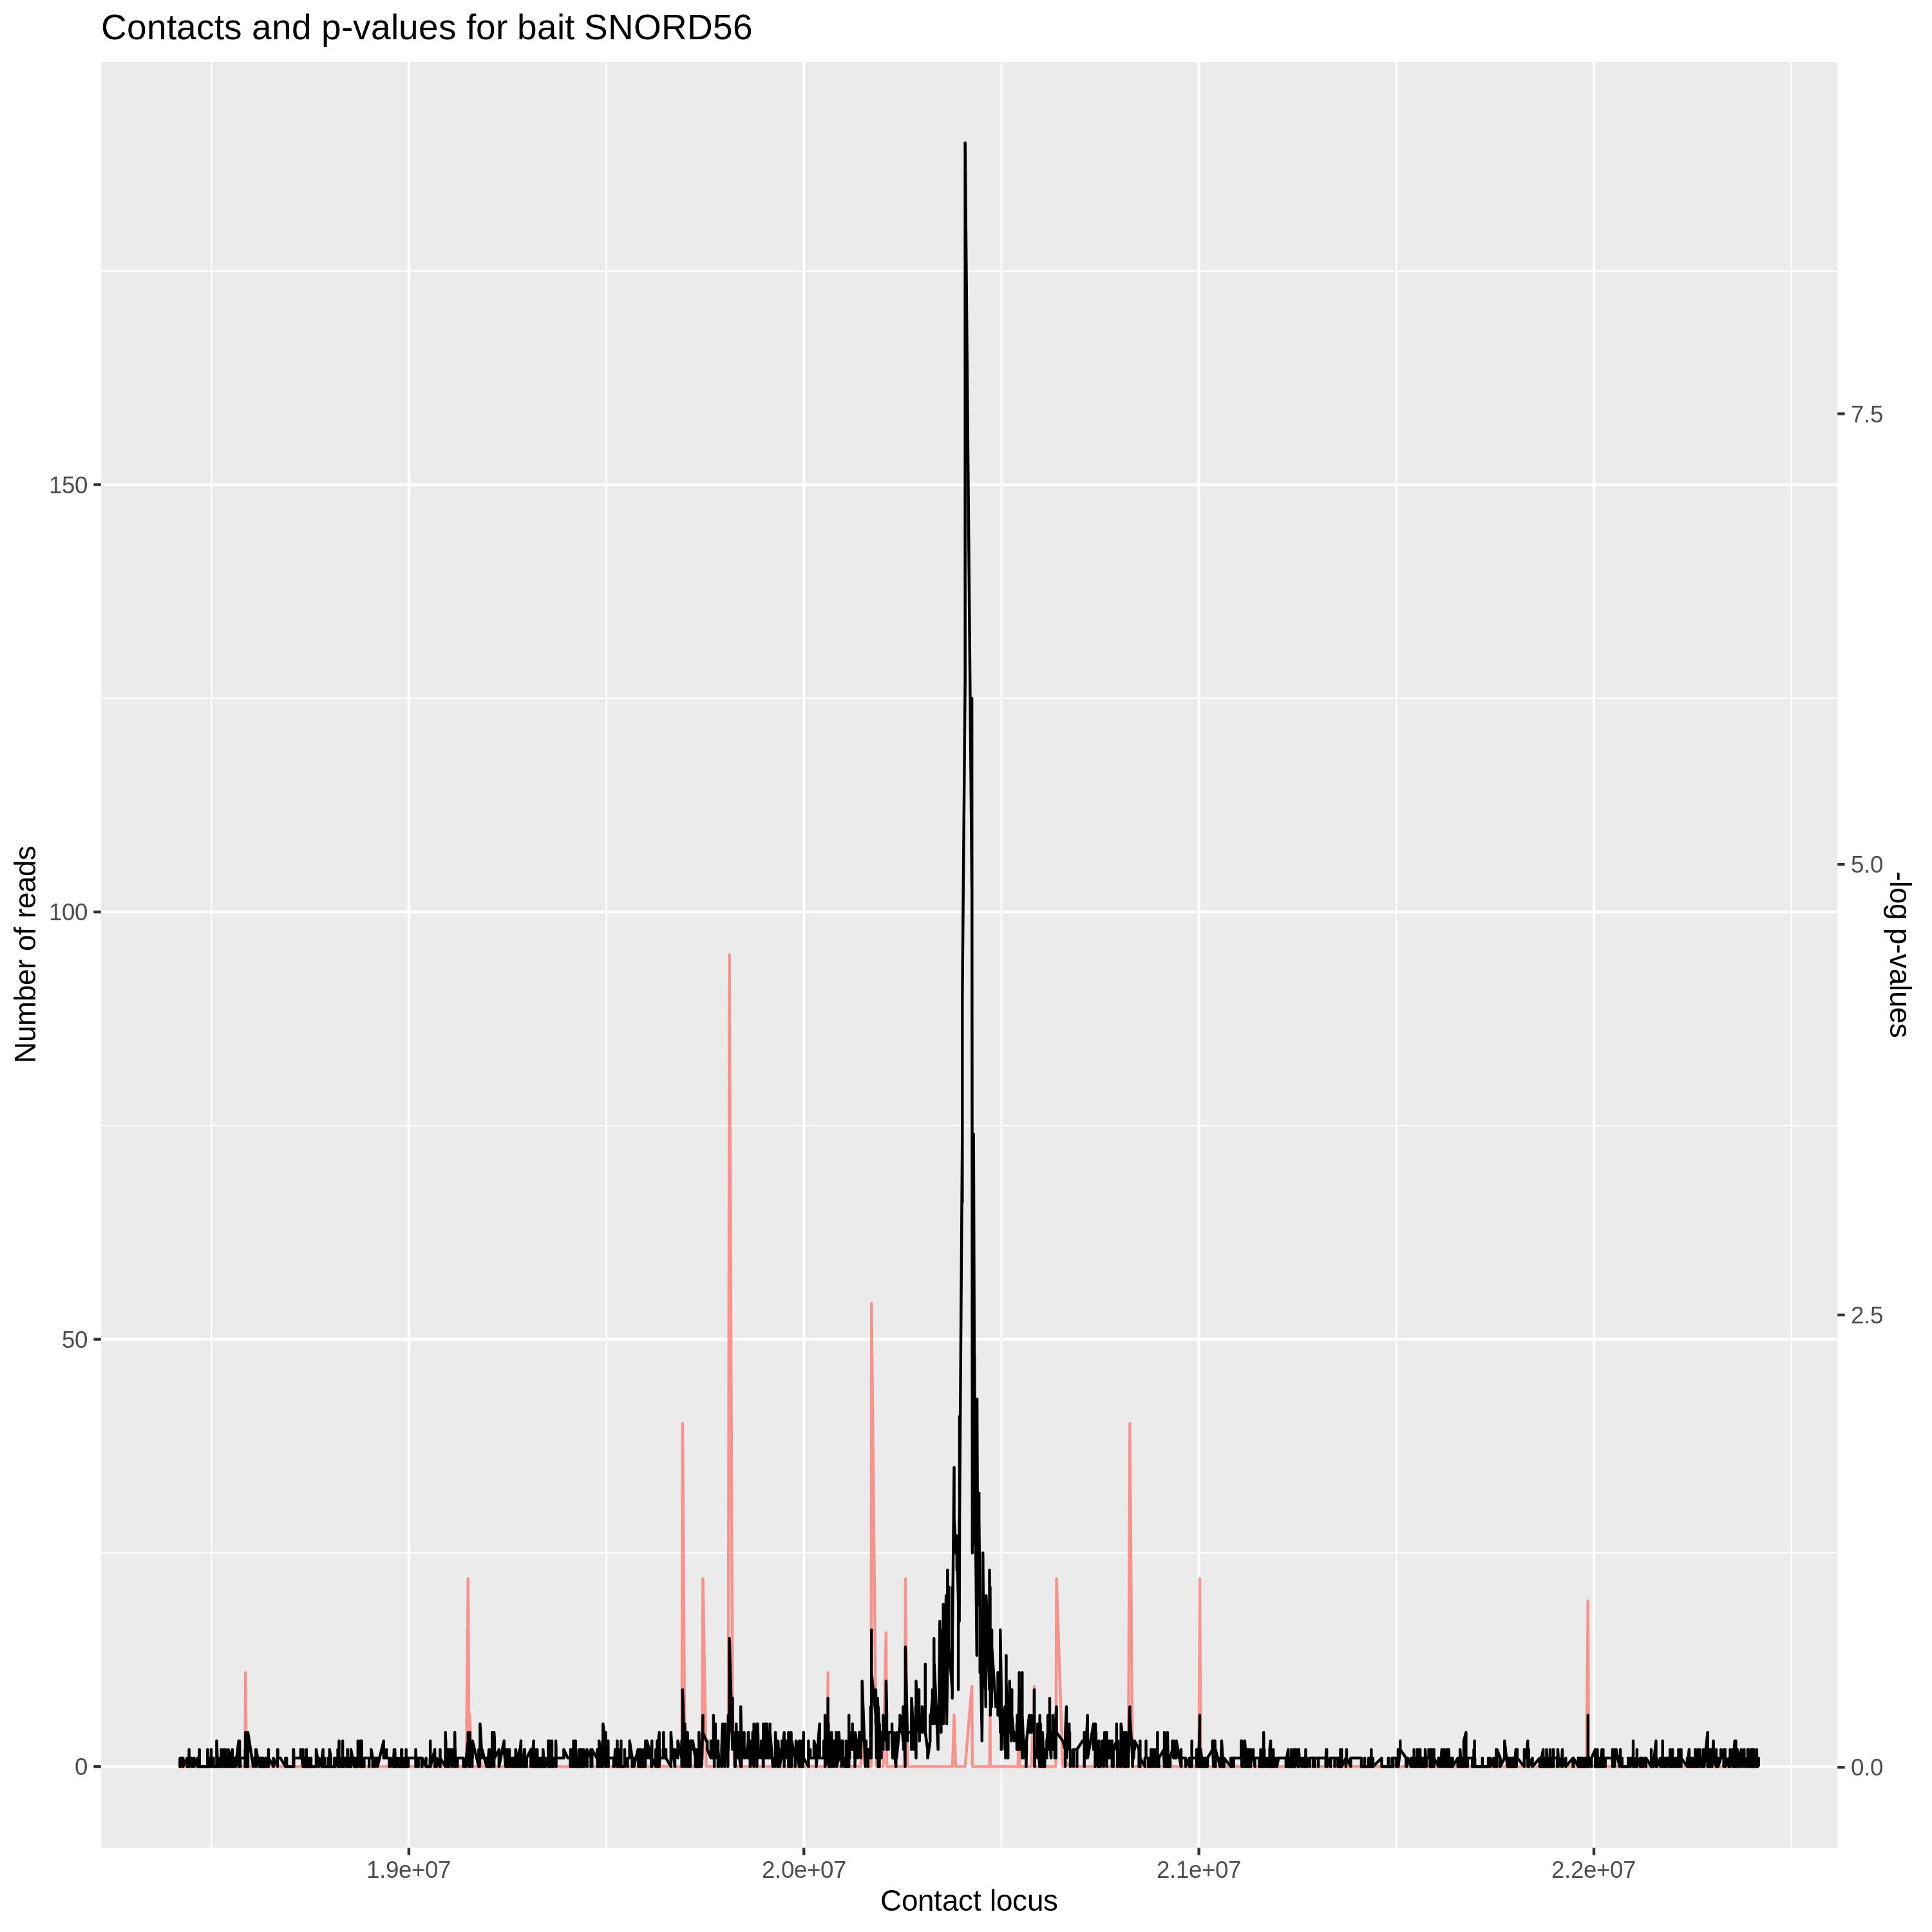 Contacts and p-values for bait SNORD56
150
100
50
0
Number of reads
7.5
5.0
2.5
0.0
-log p-values
1.9e+07
2.0e+07
2.1e+07
2.2e+07
Contact locus